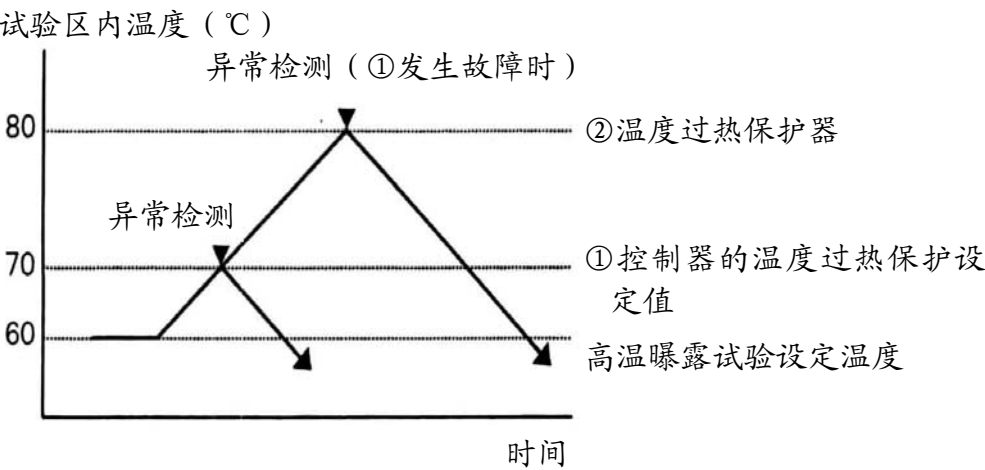 试验区内温度（℃）
异常检测（①发生故障时）
80
②温度过热保护器
异常检测
70
①控制器的温度过热保护设
定值
60
高温曝露试验设定温度
时间